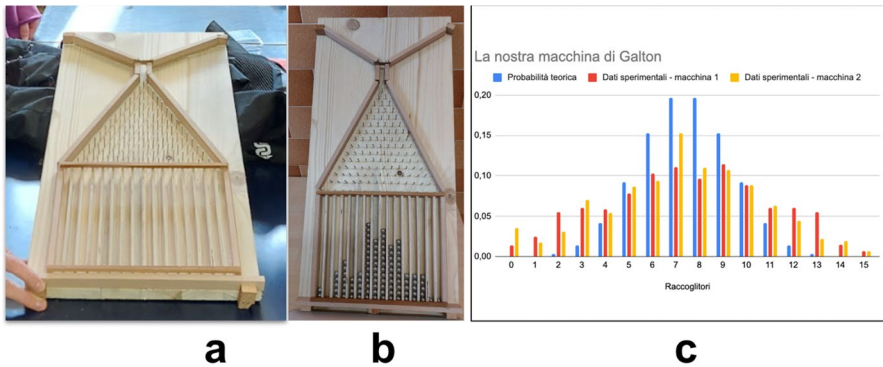 La nostra macchina di Galton
Probabilità teorica Dati sperimentali - macchina 1 Dati sperimentali - macchina 2
0,20
0,15
0,10
0,05
0,00
0 1 2 3 4 5 6 7 8 9 10 11 12 13 14 15
Raccoglitori
a b c